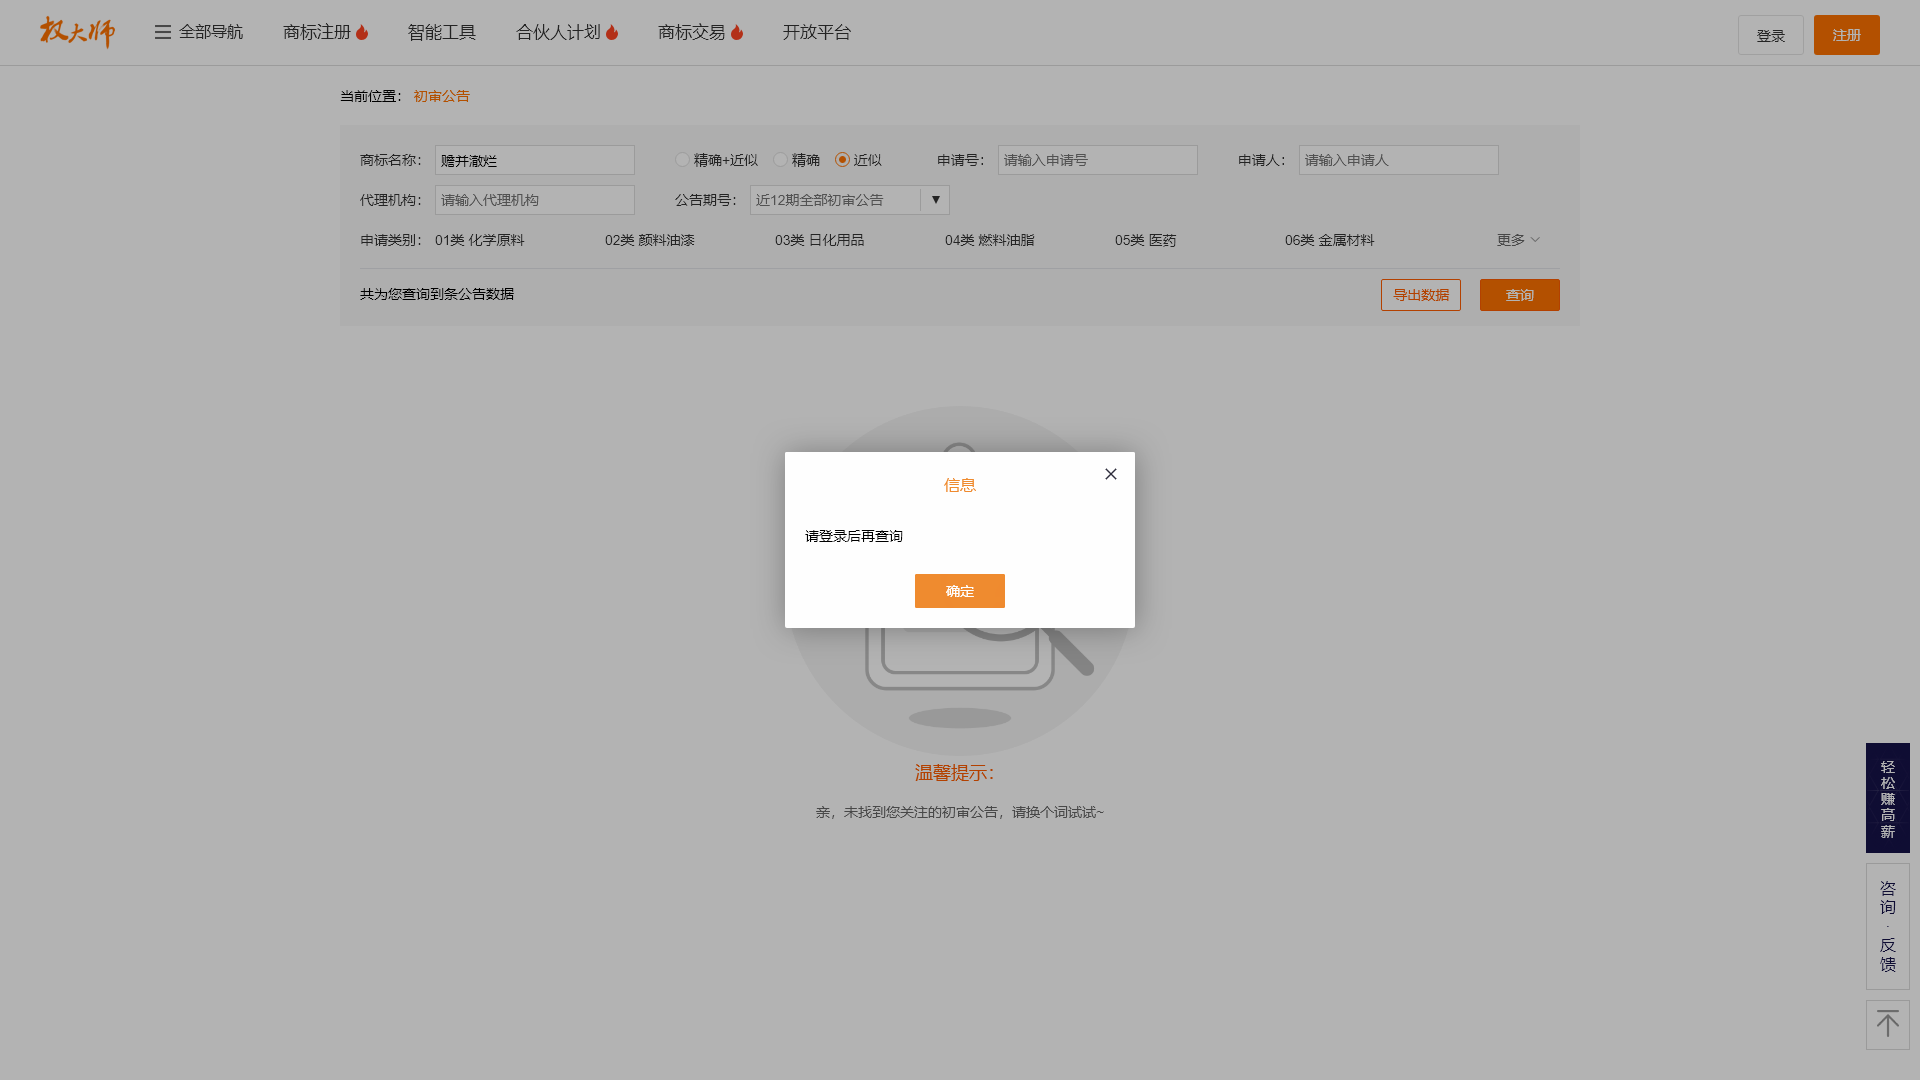 权大师 全部导航 商标注册 智能工具 合伙人计划 商标交易 开放平台 登录 注册
当前位置： 初审公告
商标名称： 赡并澈烂 精确+近似 精确 近似 申请号： 请输入申请号 申请人： 请输入申请人
代理机构： 请输入代理机构 公告期号： 近12期全部初审公告 ▼
申请类别： 01类 化学原料 02类 颜料油漆 03类 日化用品 04类 燃料油脂 05类 医药 06类 金属材料 更多
共为您查询到条公告数据 导出数据 查询
信息
请登录后再查询
确定
温馨提示：
亲，未找到您关注的初审公告，请换个词试试~
轻松赚高薪
咨询·反馈